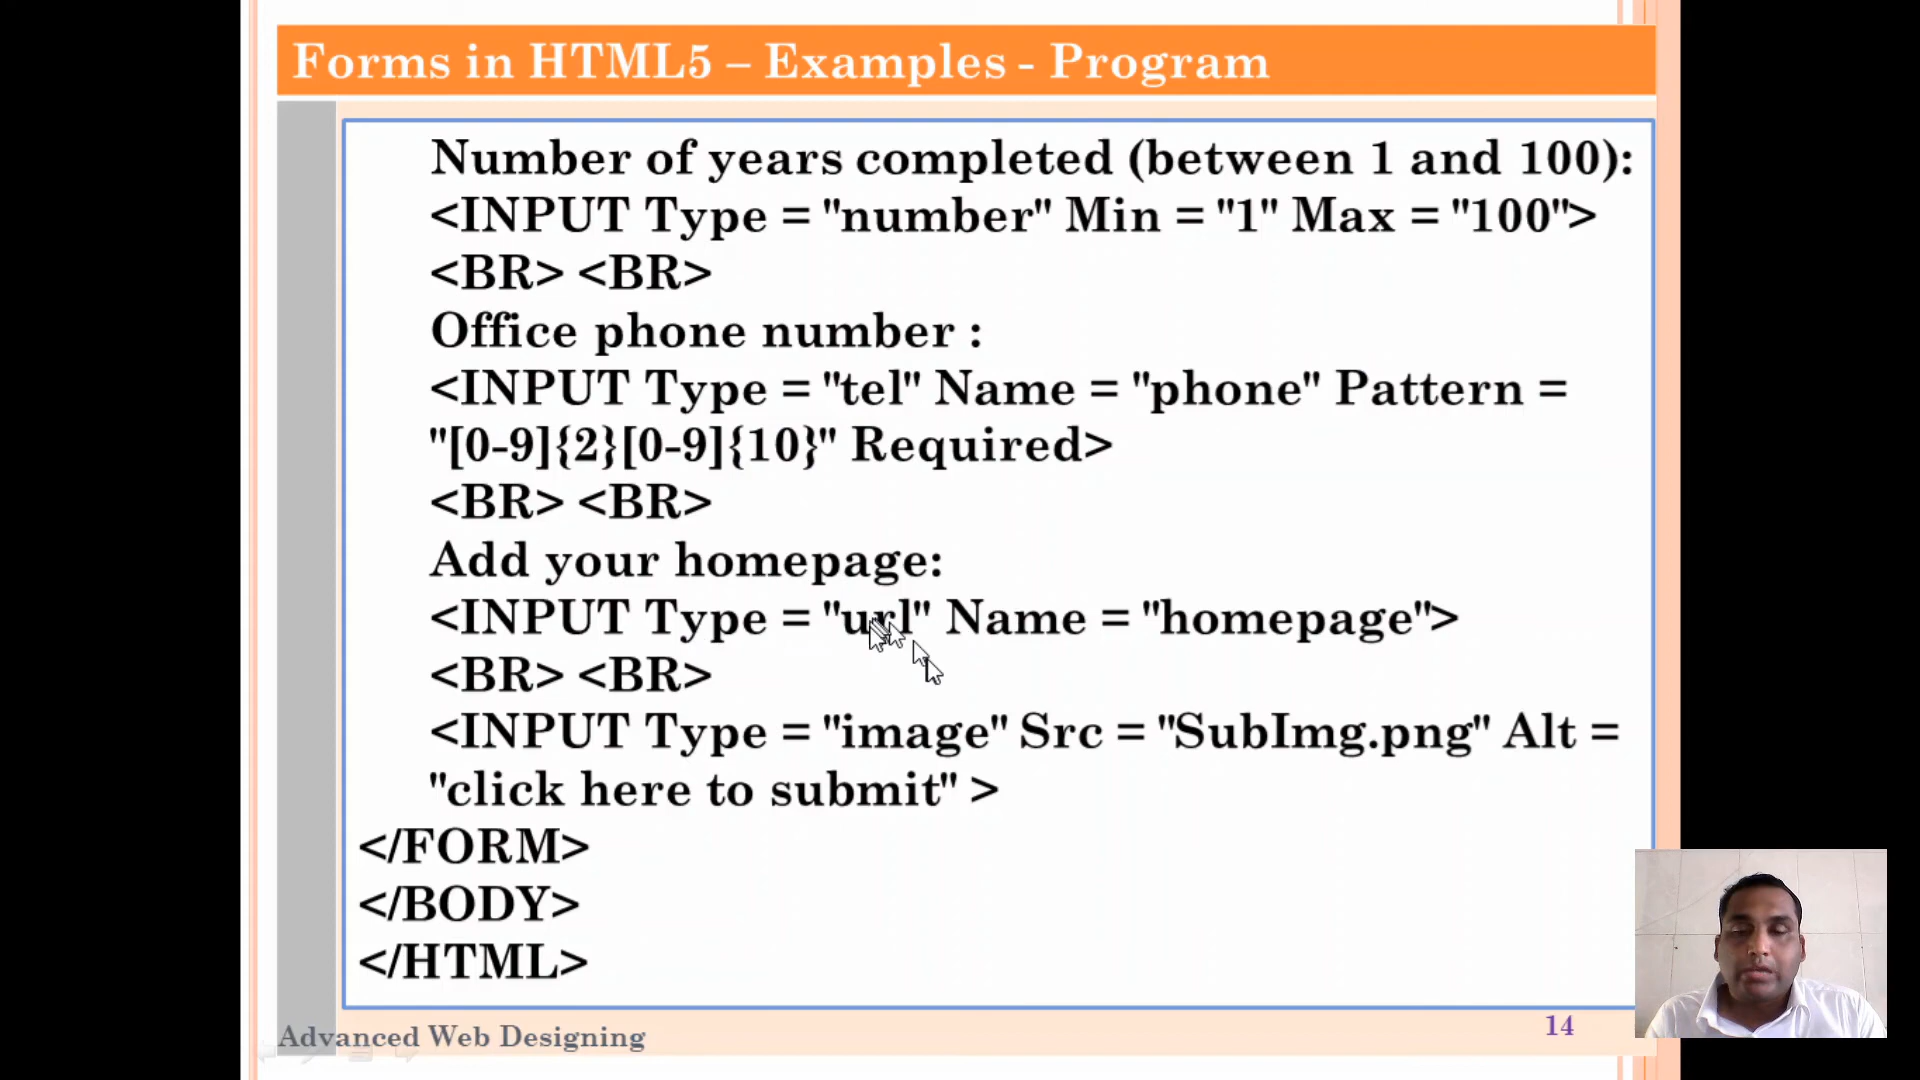 Forms in HTML5 – Examples - Program
Number of years completed (between 1 and 100):
<INPUT Type = "number" Min = "1" Max = "100">
<BR> <BR>
Office phone number :
<INPUT Type = "tel" Name = "phone" Pattern =
"[0-9]{2}[0-9]{10}" Required>
<BR> <BR>
Add your homepage:
<INPUT Type = "url" Name = "homepage">
<BR> <BR>
<INPUT Type = "image" Src = "SubImg.png" Alt =
"click here to submit" >
</FORM>
</BODY>
</HTML>
Advanced Web Designing
14